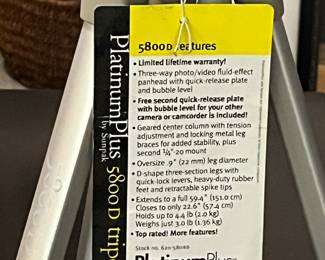 5800D features
• Limited lifetime warranty!
• Three-way photo/video fluid-effect
panhead with quick-release plate
and bubble level
• Free second quick-release plate
with bubble level for your other
camera or camcorder is included!
• Geared center column with tension
adjustment and locking metal leg
braces for added stability, plus
second ¼"-20 mount
• Oversize .9" (22 mm) leg diameter
• D-shape three-section legs with
quick-lock levers, heavy-duty rubber
feet and retractable spike tips
• Extends to a full 59.4" (151.0 cm)
Closes to only 22.6" (57.4 cm)
Holds up to 4.4 lb (2.0 kg)
Weighs just 3.0 lb (1.36 kg)
• Top rated! More features!
Stock no. 620-580DD
PlatinumPlus
PlatinumPlus 5800D trip
by Sunpak